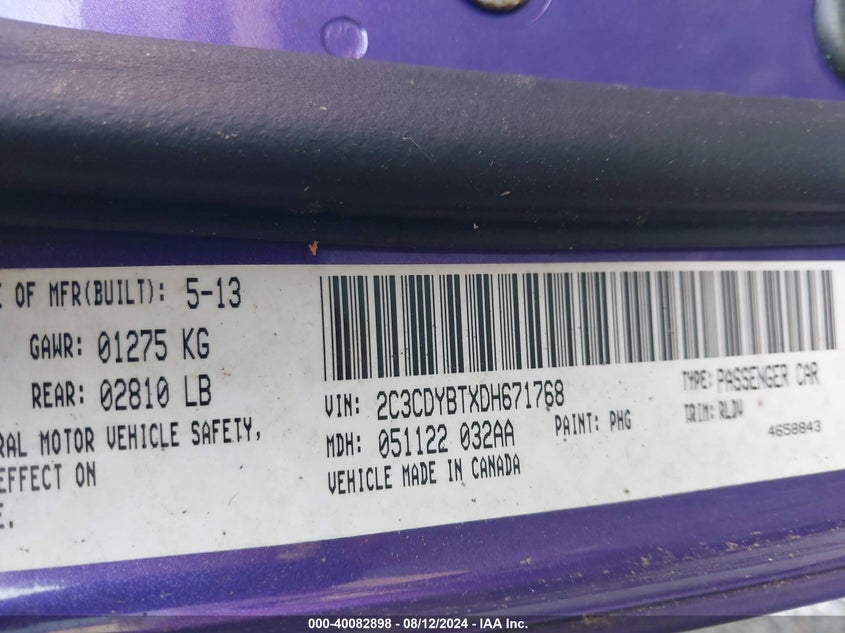 E OF MFR(BUILT): 5-13
GAWR: 01275 KG
REAR: 02810 LB
RAL MOTOR VEHICLE SAFETY,
EFFECT ON
E.
VIN: 2C3CDYBTXDH671768
TYPE: PASSENGER CAR
MDH: 051122 032AA
PAINT: PHG
TRIM: RLDV
VEHICLE MADE IN CANADA
4658843
000-40082898 - 08/12/2024 - IAA Inc.